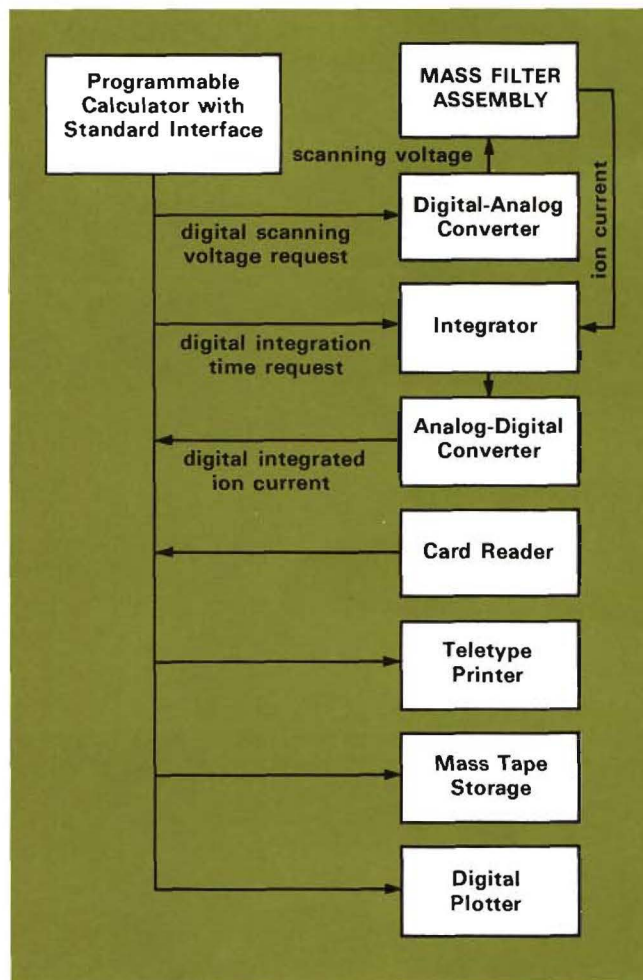 Programmable
Calculator with
Standard Interface
MASS FILTER
ASSEMBLY
scanning voltage
ion current
Digital-Analog
Converter
digital scanning
voltage request
Integrator
digital integration
time request
Analog-Digital
Converter
digital integrated
ion current
Card Reader
Teletype
Printer
Mass Tape
Storage
Digital
Plotter